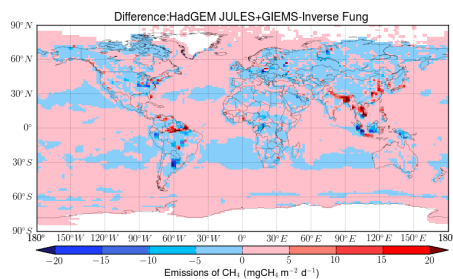 Difference:HadGEM JULES+GIEMS-Inverse Fung
90° N
60° N
30° N
0°
30° S
60° S
90° S
180° 150° W 120° W 90° W 60° W 30° W 0° 30° E 60° E 90° E 120° E 150° E 180°
−20 −15 −10 −5 0 5 10 15 20
Emissions of CH₄ (mgCH₄ m⁻² d⁻¹)